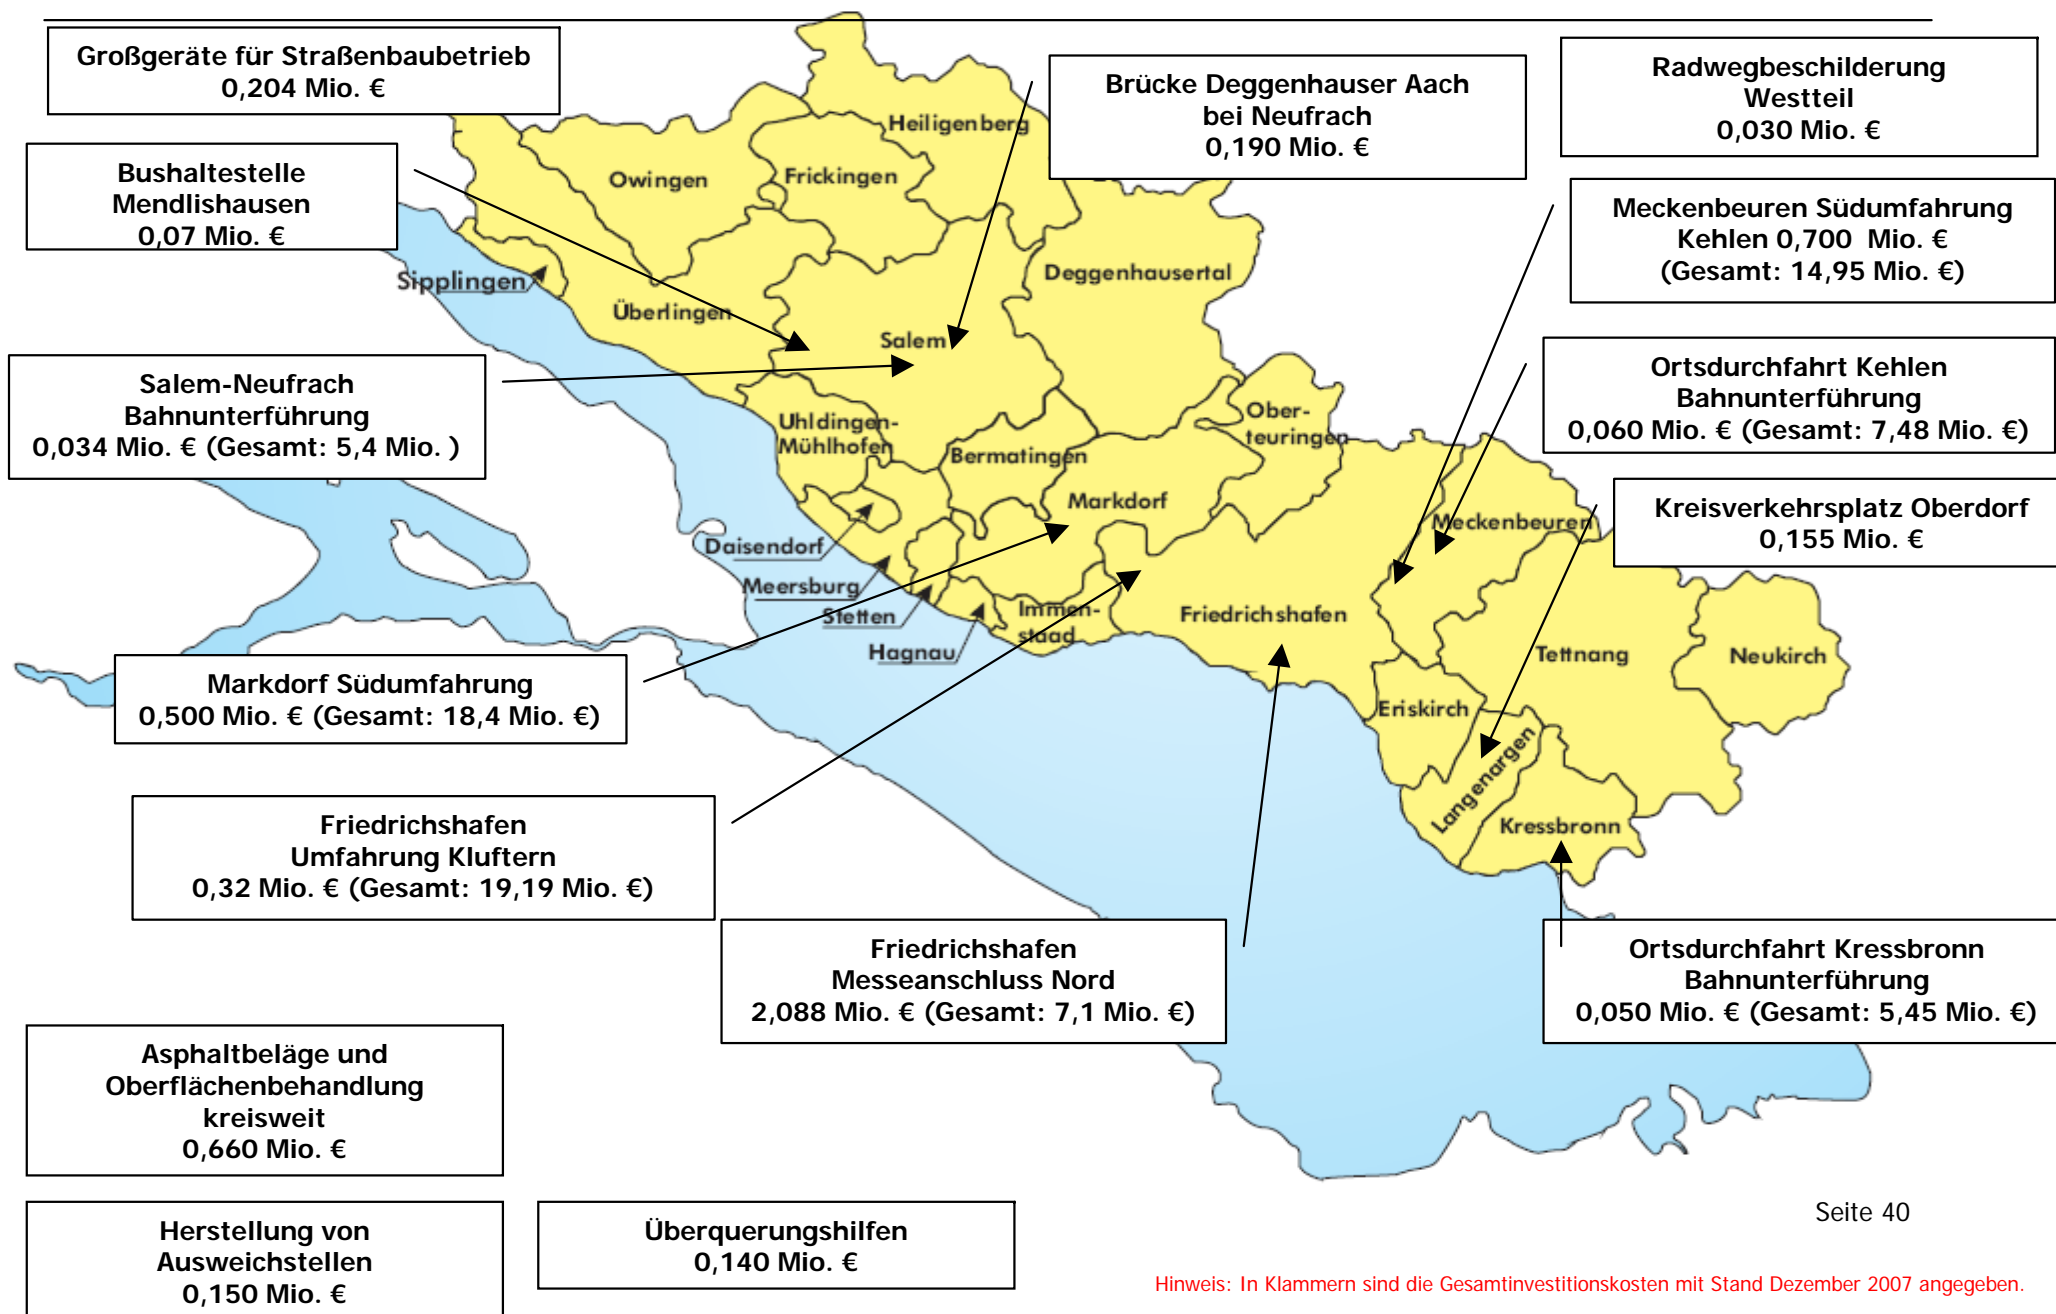 Großgeräte für Straßenbaubetrieb
0,204 Mio. €
Brücke Deggenhauser Aach
bei Neufrach
0,190 Mio. €
Radwegbeschilderung
Westteil
0,030 Mio. €
Bushaltestelle
Mendlishausen
0,07 Mio. €
Meckenbeuren Südumfahrung
Kehlen 0,700 Mio. €
(Gesamt: 14,95 Mio. €)
Salem-Neufrach
Bahnunterführung
0,034 Mio. € (Gesamt: 5,4 Mio. )
Ortsdurchfahrt Kehlen
Bahnunterführung
0,060 Mio. € (Gesamt: 7,48 Mio. €)
Kreisverkehrsplatz Oberdorf
0,155 Mio. €
Heiligenberg
Owingen
Frickingen
Sipplingen
Überlingen
Deggenhausertal
Salem
Uhldingen-
Mühlhofen
Bermatingen
Ober-
teuringen
Markdorf
Meckenbeuren
Daisendorf
Meersburg
Stetten
Hagnau
Immen-
staad
Friedrichshafen
Tettnang
Neukirch
Eriskirch
Langenargen
Kressbronn
Markdorf Südumfahrung
0,500 Mio. € (Gesamt: 18,4 Mio. €)
Friedrichshafen
Umfahrung Kluftern
0,32 Mio. € (Gesamt: 19,19 Mio. €)
Friedrichshafen
Messeanschluss Nord
2,088 Mio. € (Gesamt: 7,1 Mio. €)
Ortsdurchfahrt Kressbronn
Bahnunterführung
0,050 Mio. € (Gesamt: 5,45 Mio. €)
Asphaltbeläge und
Oberflächenbehandlung
kreisweit
0,660 Mio. €
Herstellung von
Ausweichstellen
0,150 Mio. €
Überquerungshilfen
0,140 Mio. €
Seite 40
Hinweis: In Klammern sind die Gesamtinvestitionskosten mit Stand Dezember 2007 angegeben.